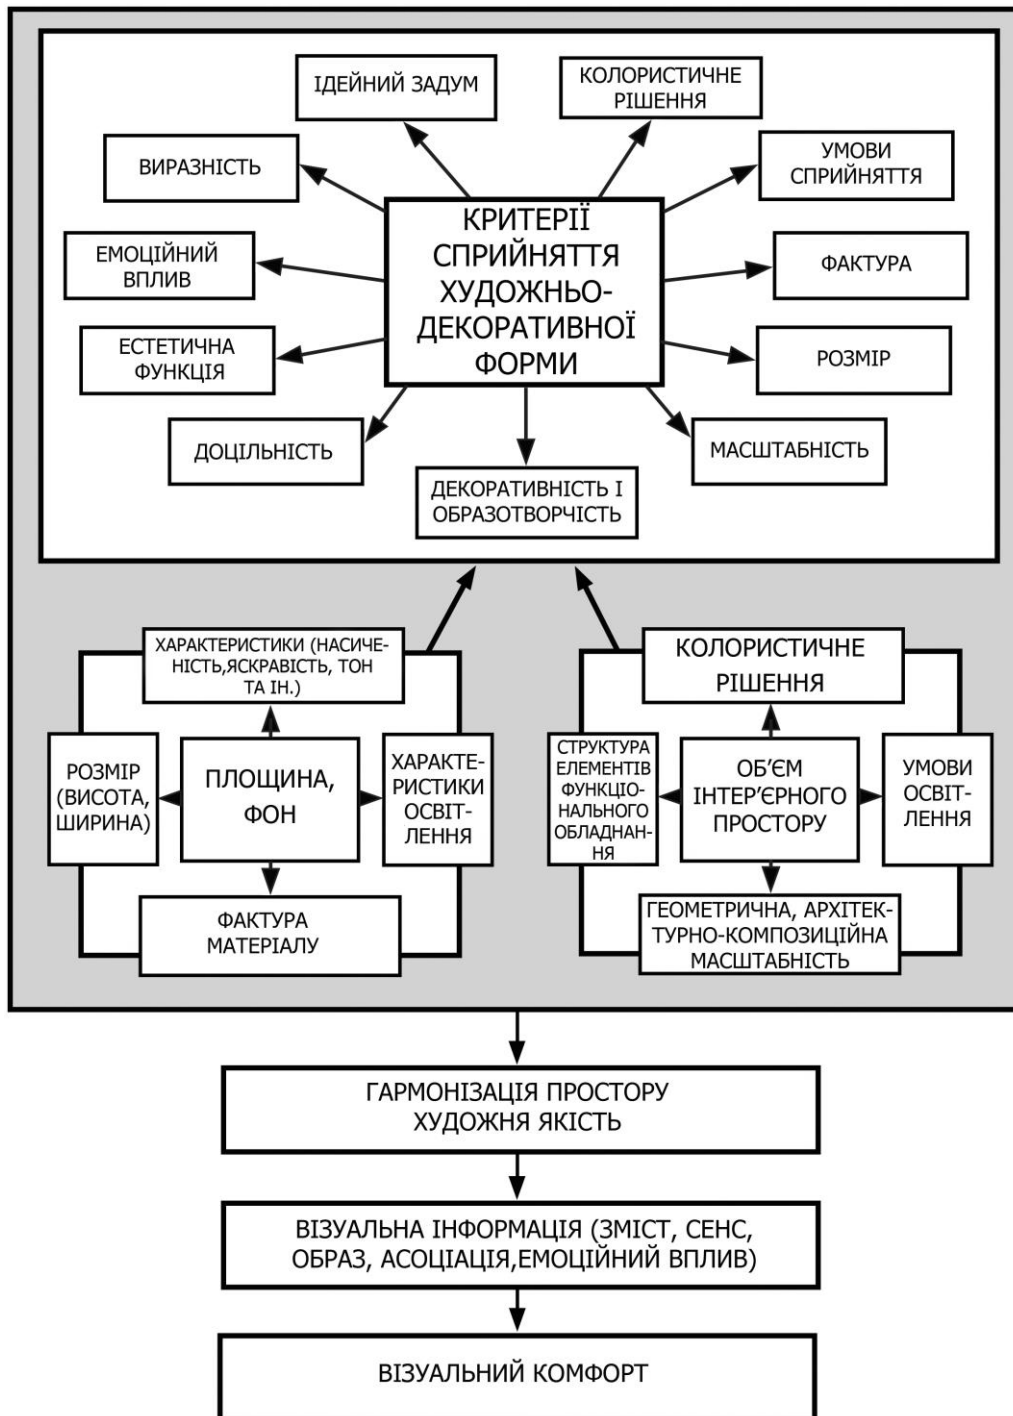 ІДЕЙНИЙ ЗАДУМ
КОЛОРИСТИЧНЕ
РІШЕННЯ
ВИРАЗНІСТЬ
УМОВИ
СПРИЙНЯТТЯ
ЕМОЦІЙНИЙ
ВПЛИВ
КРИТЕРІЇ
СПРИЙНЯТТЯ
ХУДОЖНЬО-
ДЕКОРАТИВНОЇ
ФОРМИ
ФАКТУРА
ЕСТЕТИЧНА
ФУНКЦІЯ
РОЗМІР
ДОЦІЛЬНІСТЬ
МАСШТАБНІСТЬ
ДЕКОРАТИВНІСТЬ І
ОБРАЗОТВОРЧІСТЬ
ХАРАКТЕРИСТИКИ (НАСИЧЕ-
НІСТЬ,ЯСКРАВІСТЬ, ТОН
ТА ІН.)
РОЗМІР
(ВИСОТА,
ШИРИНА)
ПЛОЩИНА,
ФОН
ХАРАКТЕ-
РИСТИКИ
ОСВІТ-
ЛЕННЯ
ФАКТУРА
МАТЕРІАЛУ
КОЛОРИСТИЧНЕ
РІШЕННЯ
СТРУКТУРА
ЕЛЕМЕНТІВ
ФУНКЦІО-
НАЛЬНОГО
ОБЛАДНАН-
НЯ
ОБ’ЄМ
ІНТЕР’ЄРНОГО
ПРОСТОРУ
УМОВИ
ОСВІТ-
ЛЕННЯ
ГЕОМЕТРИЧНА, АРХІТЕК-
ТУРНО-КОМПОЗИЦІЙНА
МАСШТАБНІСТЬ
ГАРМОНІЗАЦІЯ ПРОСТОРУ
ХУДОЖНЯ ЯКІСТЬ
ВІЗУАЛЬНА ІНФОРМАЦІЯ (ЗМІСТ, СЕНС,
ОБРАЗ, АСОЦІАЦІЯ,ЕМОЦІЙНИЙ ВПЛИВ)
ВІЗУАЛЬНИЙ КОМФОРТ